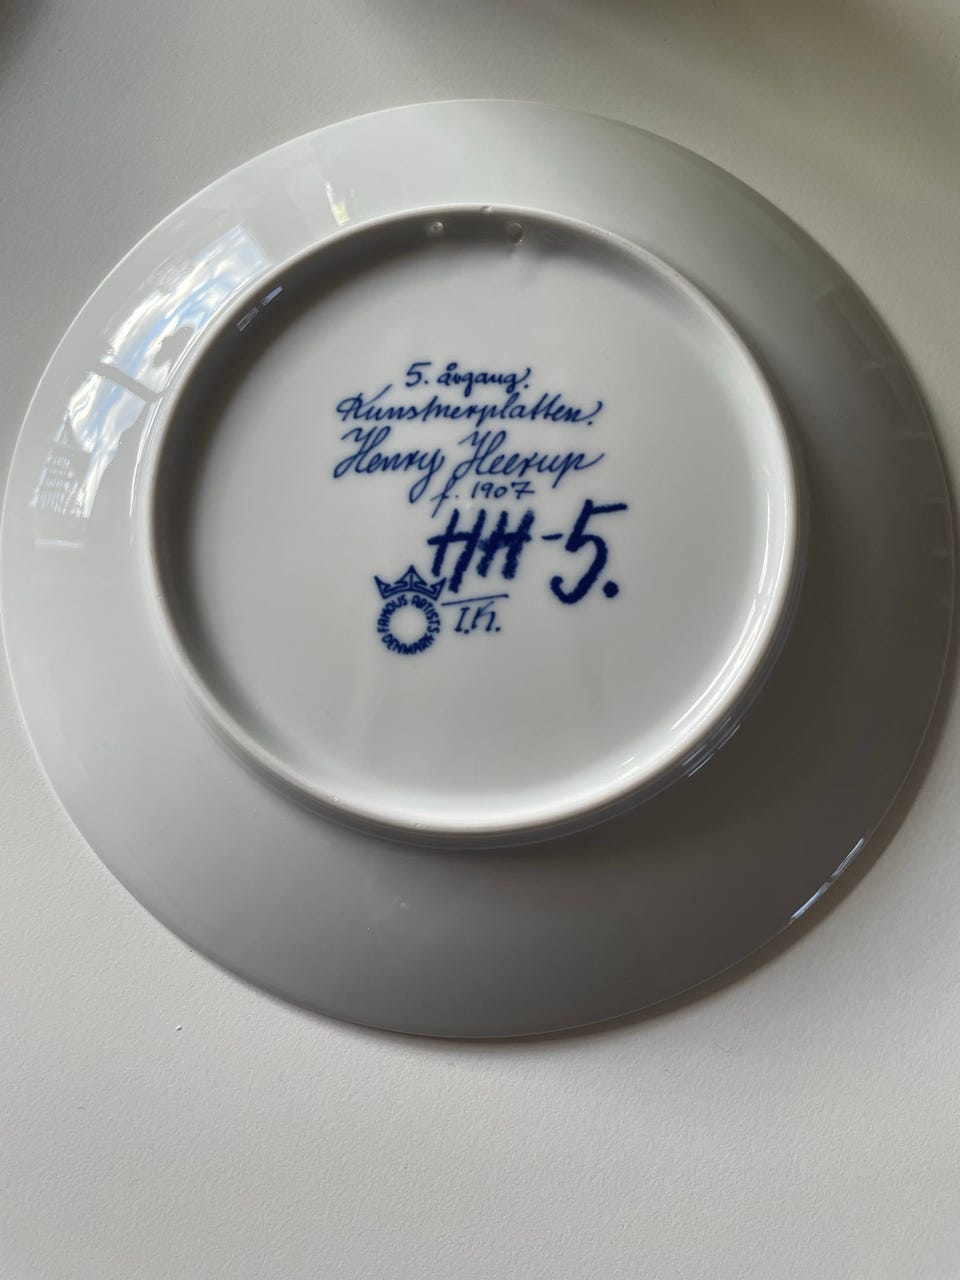 5. årgang.
Kunstnerplatten.
Henry Heerup
f. 1907
HH-5.
FAMOUS ARTISTS DENMARK
I.K.